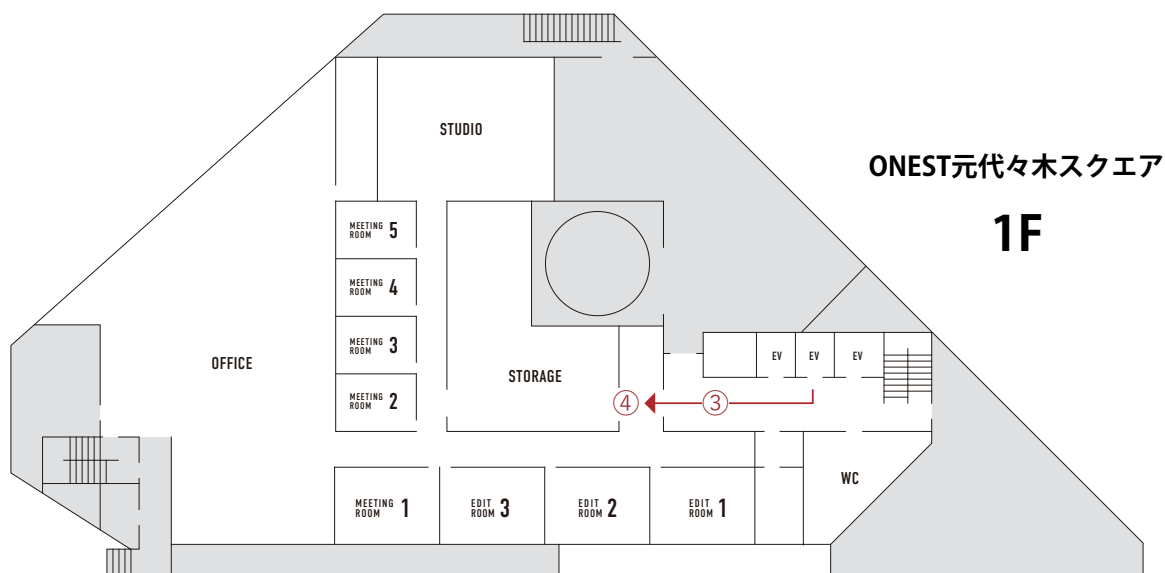 STUDIO
ONEST元代々木スクエア
1F
MEETING
ROOM 5
MEETING
ROOM 4
MEETING
ROOM 3
MEETING
ROOM 2
OFFICE
STORAGE
EV
EV
EV
④
③
WC
MEETING
ROOM 1
EDIT
ROOM 3
EDIT
ROOM 2
EDIT
ROOM 1